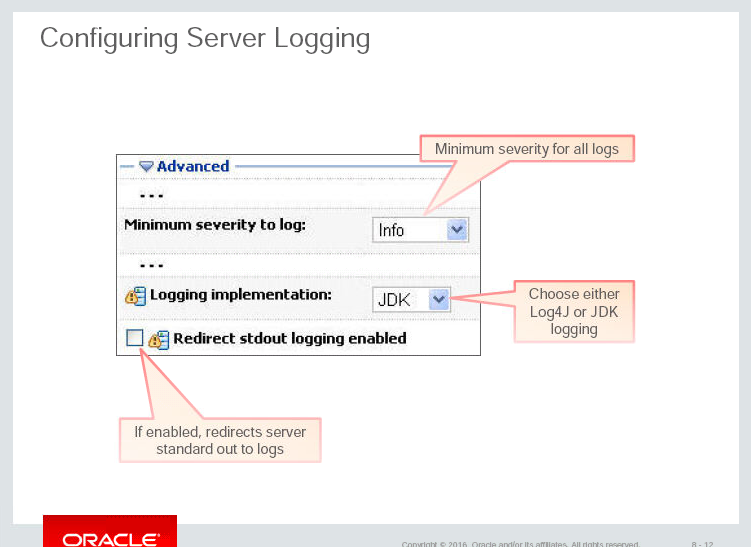 Configuring Server Logging
Minimum severity for all logs
Advanced
...
Minimum severity to log:
Info
...
Logging implementation:
JDK
Choose either
Log4J or JDK
logging
Redirect stdout logging enabled
If enabled, redirects server
standard out to logs
ORACLE
Copyright © 2016, Oracle and/or its affiliates. All rights reserved.
8 - 12